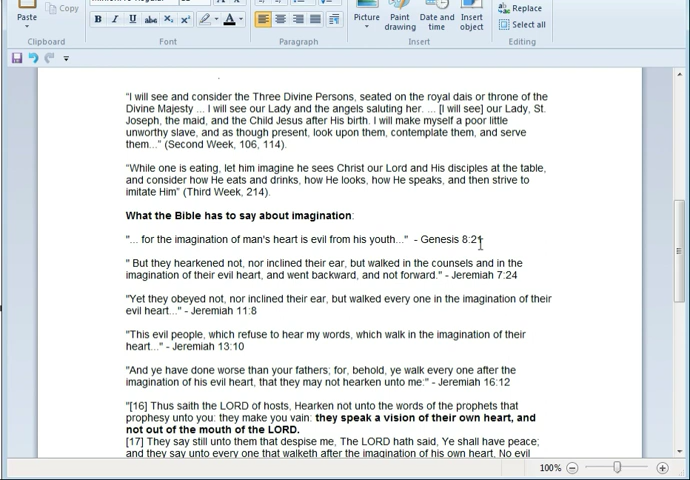 Paste
Copy
Clipboard
B I U abc X₂ X² A
Font
Paragraph
Picture
Paint drawing
Date and time
Insert object
Insert
Replace
Select all
Editing
"I will see and consider the Three Divine Persons, seated on the royal dais or throne of the
Divine Majesty ... I will see our Lady and the angels saluting her. ... [I will see] our Lady, St.
Joseph, the maid, and the Child Jesus after His birth. I will make myself a poor little
unworthy slave, and as though present, look upon them, contemplate them, and serve
them..." (Second Week, 106, 114).
"While one is eating, let him imagine he sees Christ our Lord and His disciples at the table,
and consider how He eats and drinks, how He looks, how He speaks, and then strive to
imitate Him" (Third Week, 214).
What the Bible has to say about imagination:
"... for the imagination of man's heart is evil from his youth..." - Genesis 8:21
" But they hearkened not, nor inclined their ear, but walked in the counsels and in the
imagination of their evil heart, and went backward, and not forward." - Jeremiah 7:24
"Yet they obeyed not, nor inclined their ear, but walked every one in the imagination of their
evil heart..." - Jeremiah 11:8
"This evil people, which refuse to hear my words, which walk in the imagination of their
heart..." - Jeremiah 13:10
"And ye have done worse than your fathers; for, behold, ye walk every one after the
imagination of his evil heart, that they may not hearken unto me:" - Jeremiah 16:12
"[16] Thus saith the LORD of hosts, Hearken not unto the words of the prophets that
prophesy unto you: they make you vain: they speak a vision of their own heart, and
not out of the mouth of the LORD.
[17] They say still unto them that despise me, The LORD hath said, Ye shall have peace;
and they say unto every one that walketh after the imagination of his own heart, No evil
100%